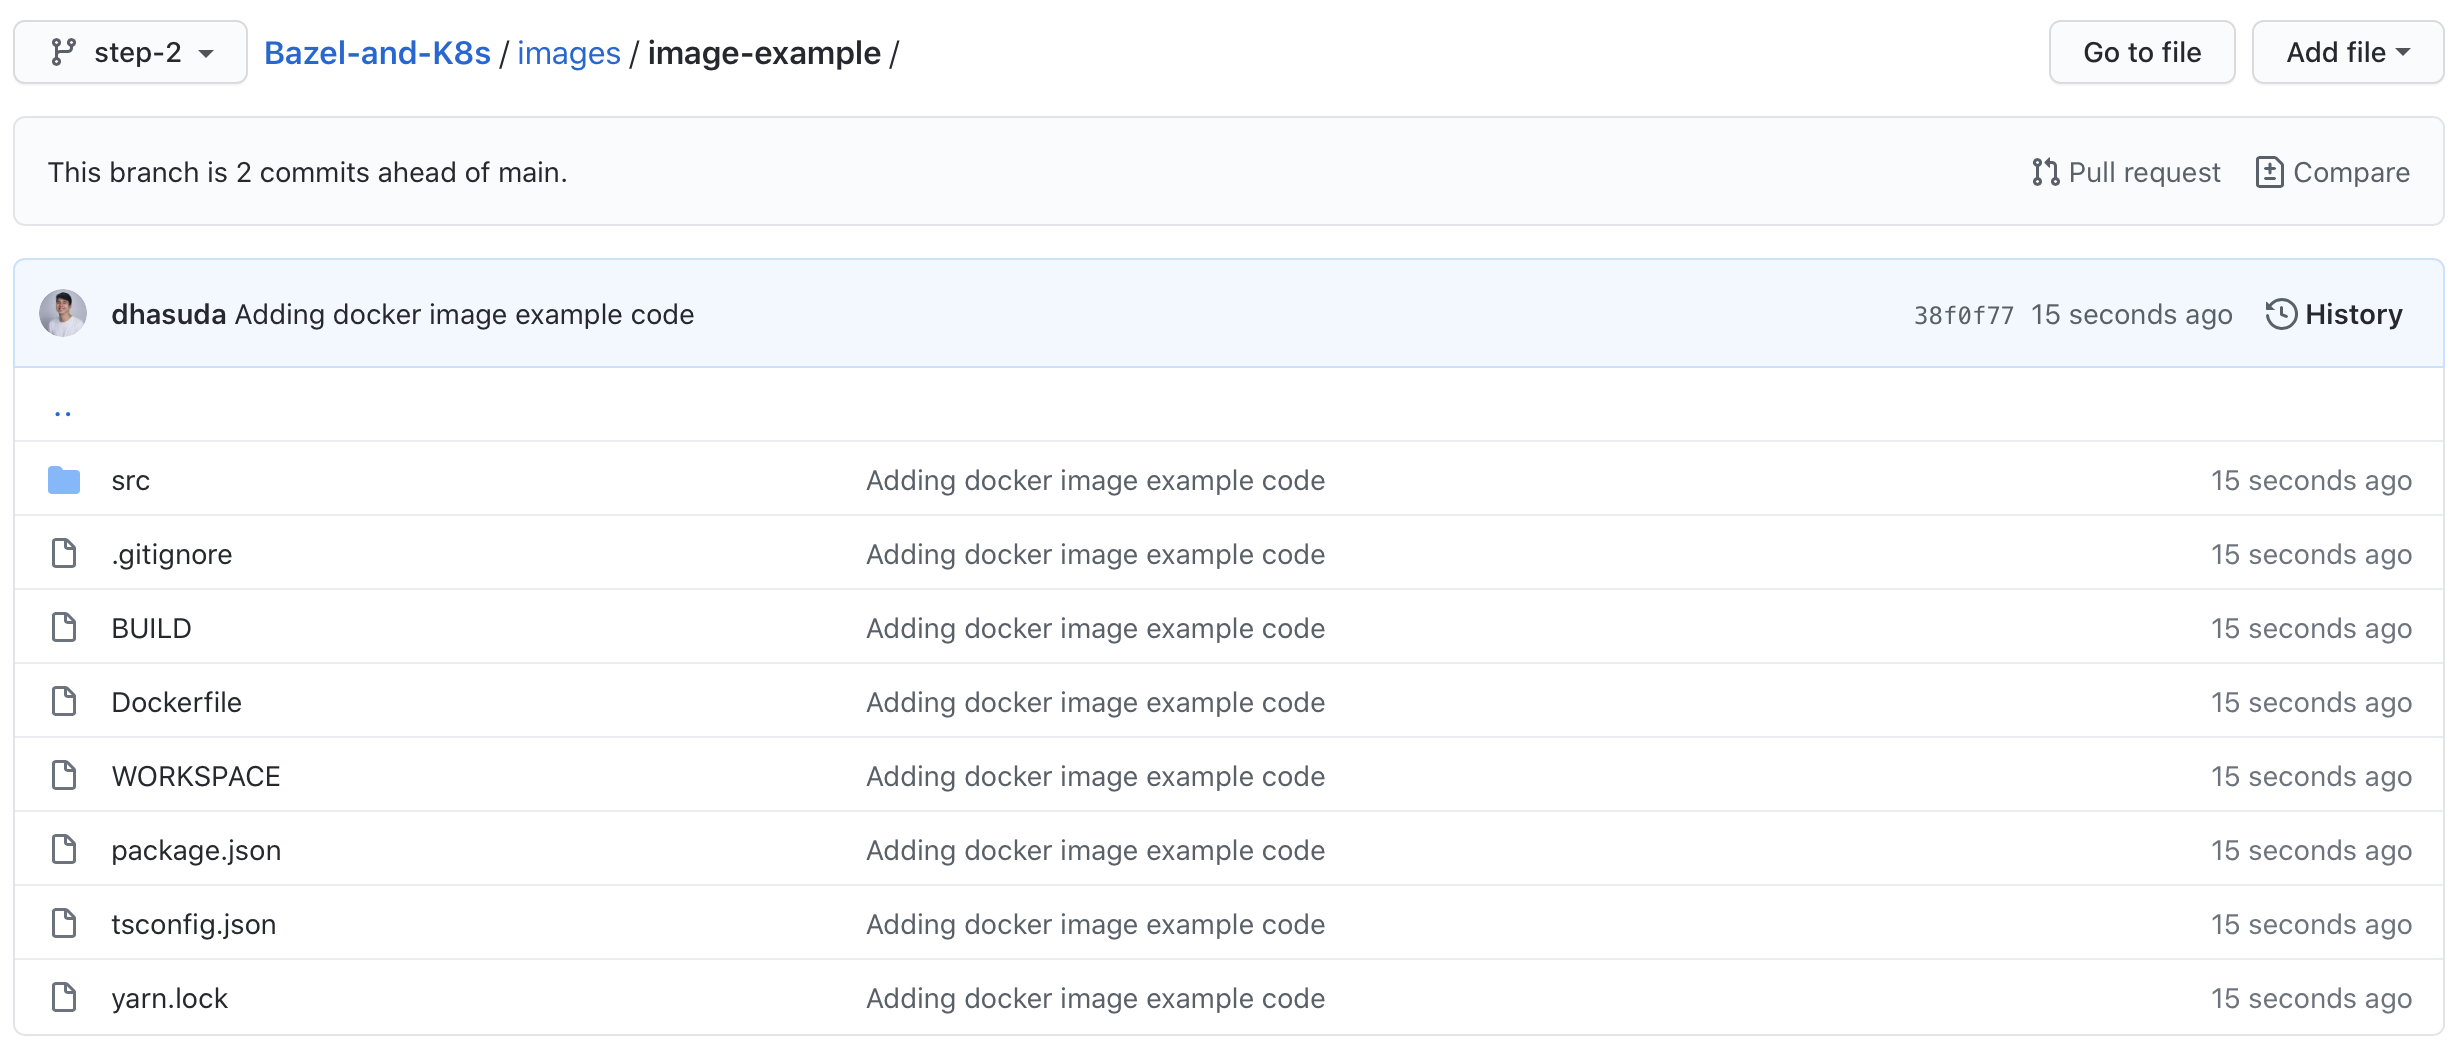 step-2 Bazel-and-K8s / images / image-example / Go to file Add file
This branch is 2 commits ahead of main. Pull request Compare
dhasuda Adding docker image example code 38f0f77 15 seconds ago History
..
src Adding docker image example code 15 seconds ago
.gitignore Adding docker image example code 15 seconds ago
BUILD Adding docker image example code 15 seconds ago
Dockerfile Adding docker image example code 15 seconds ago
WORKSPACE Adding docker image example code 15 seconds ago
package.json Adding docker image example code 15 seconds ago
tsconfig.json Adding docker image example code 15 seconds ago
yarn.lock Adding docker image example code 15 seconds ago